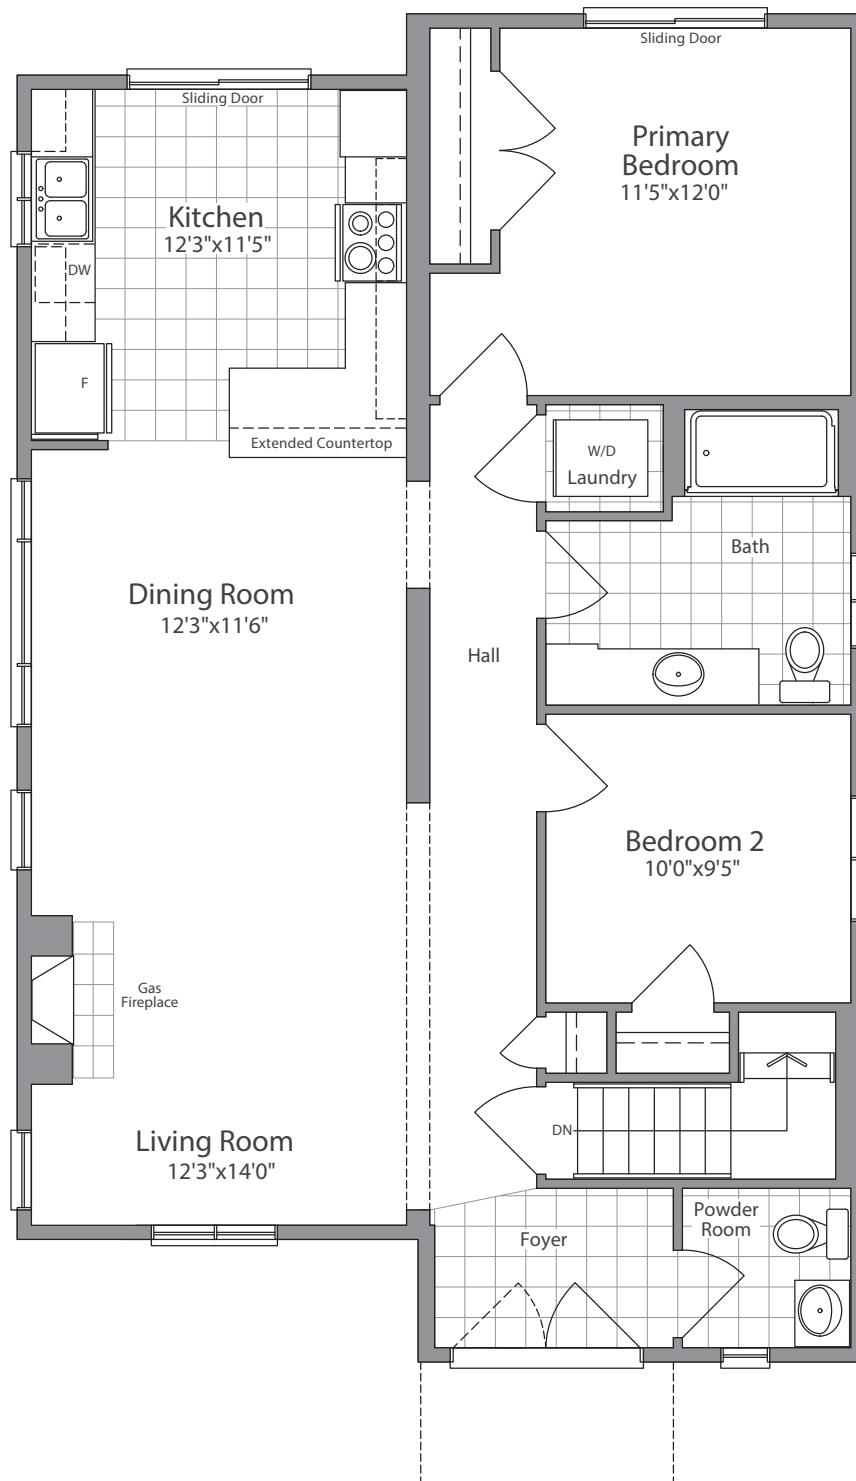 Sliding Door
Sliding Door
Primary
Bedroom
11'5"x12'0"
Kitchen
12'3"x11'5"
DW
F
Extended Countertop
W/D
Laundry
Bath
Dining Room
12'3"x11'6"
Hall
Bedroom 2
10'0"x9'5"
Gas
Fireplace
DN
Living Room
12'3"x14'0"
Foyer
Powder
Room